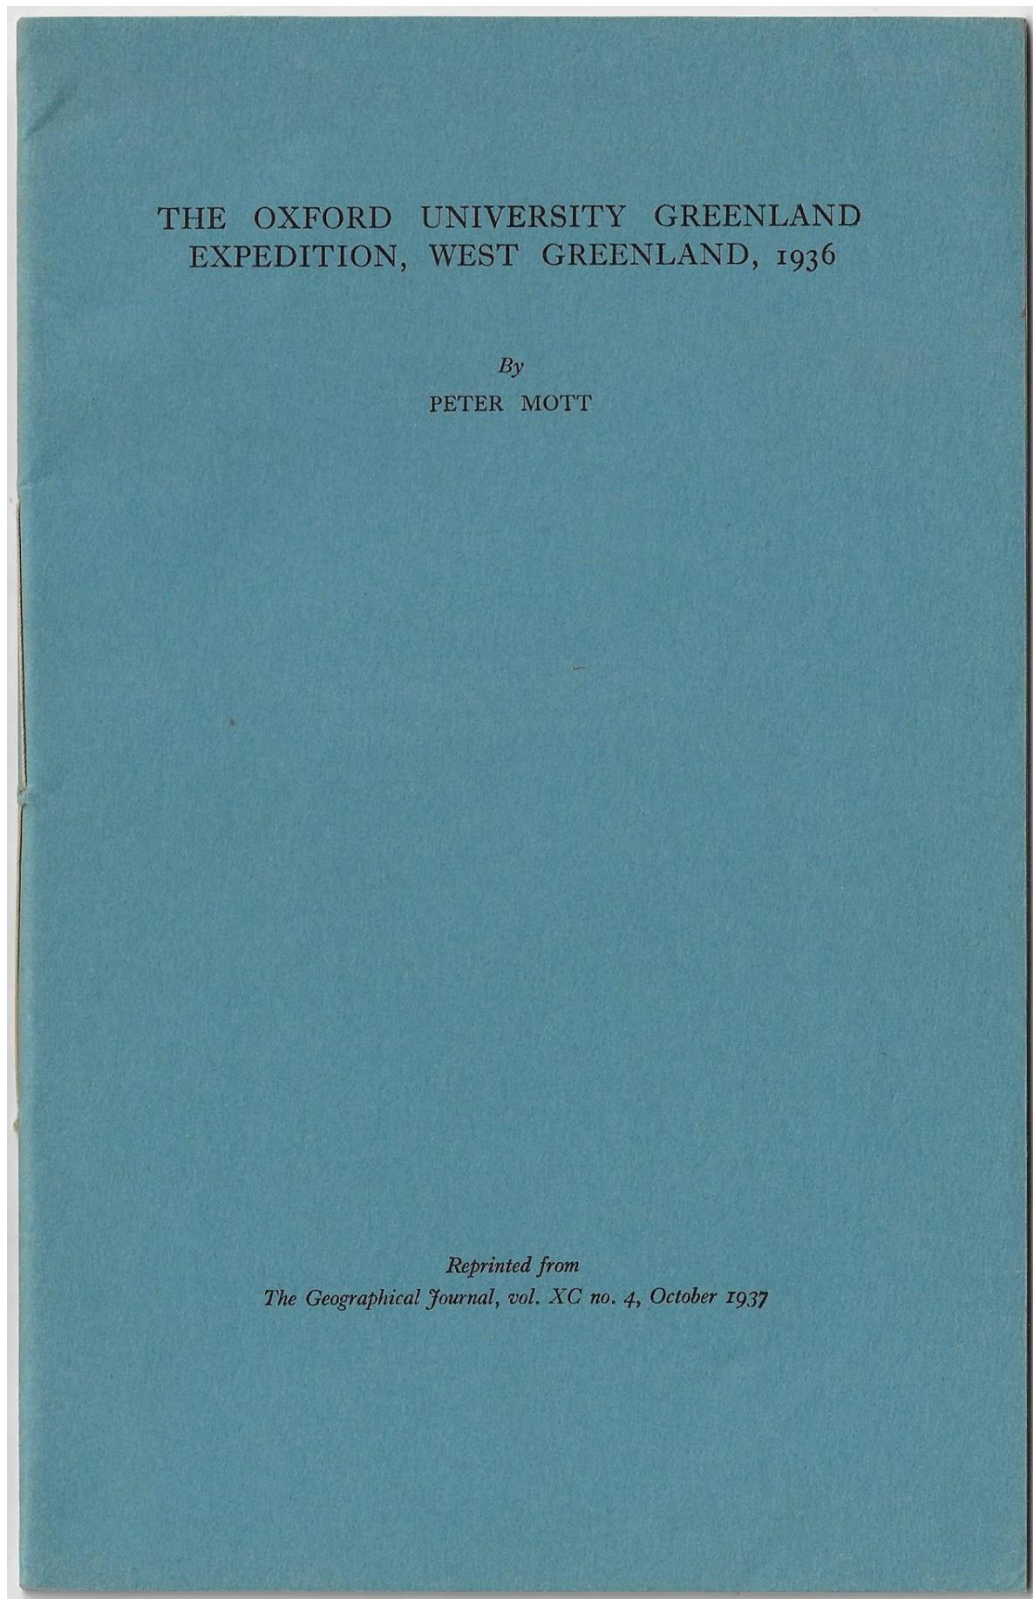 THE OXFORD UNIVERSITY GREENLAND
EXPEDITION, WEST GREENLAND, 1936
By
PETER MOTT
Reprinted from
The Geographical Journal, vol. XC no. 4, October 1937